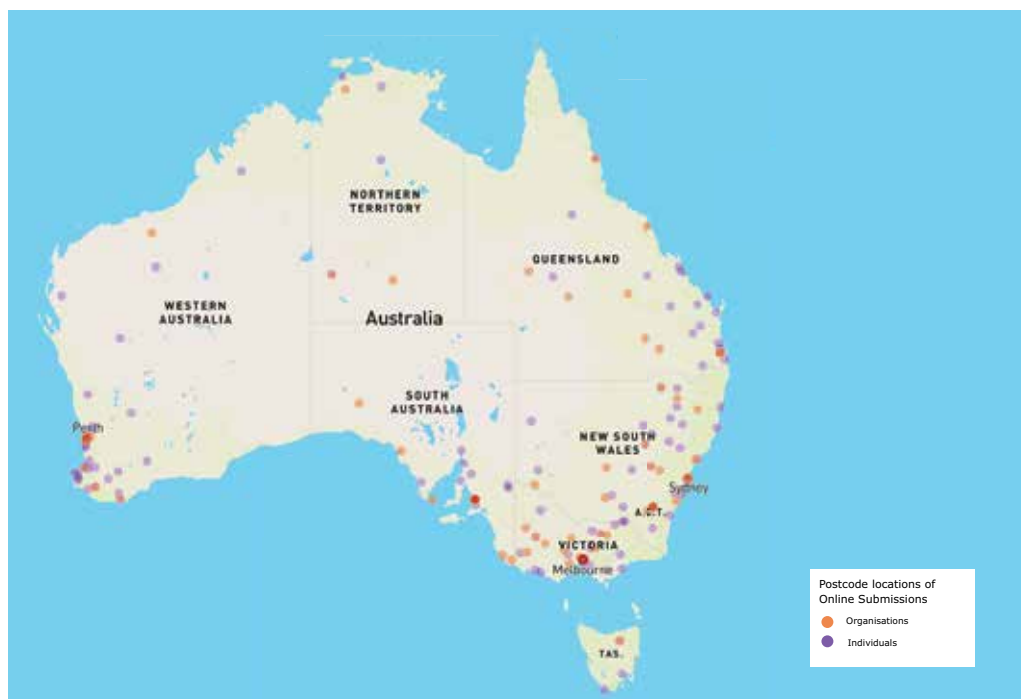 NORTHERN
TERRITORY
QUEENSLAND
WESTERN
AUSTRALIA
Australia
SOUTH
AUSTRALIA
Perth
NEW SOUTH
WALES
Sydney
A.C.T.
VICTORIA
Melbourne
TAS.
Postcode locations of
Online Submissions
Organisations
Individuals